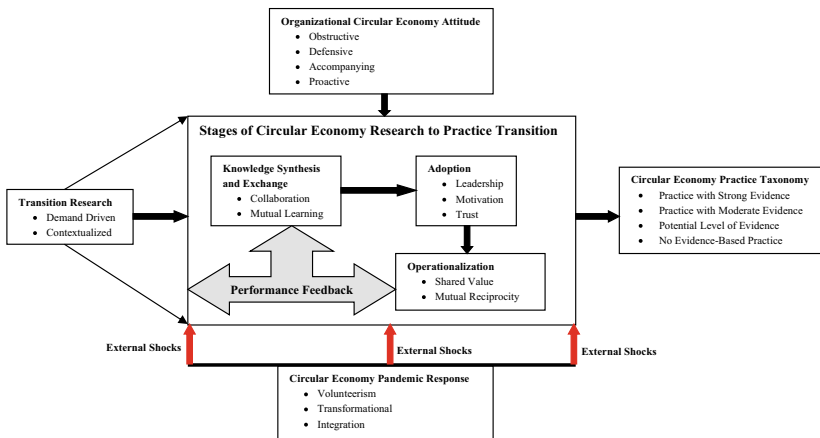 Organizational Circular Economy Attitude
• Obstructive
• Defensive
• Accompanying
• Proactive
Stages of Circular Economy Research to Practice Transition
Knowledge Synthesis
and Exchange
• Collaboration
• Mutual Learning
Adoption
• Leadership
• Motivation
• Trust
Transition Research
• Demand Driven
• Contextualized
Circular Economy Practice Taxonomy
• Practice with Strong Evidence
• Practice with Moderate Evidence
• Potential Level of Evidence
• No Evidence-Based Practice
Performance Feedback
Operationalization
• Shared Value
• Mutual Reciprocity
External Shocks
External Shocks
External Shocks
Circular Economy Pandemic Response
• Volunteerism
• Transformational
• Integration